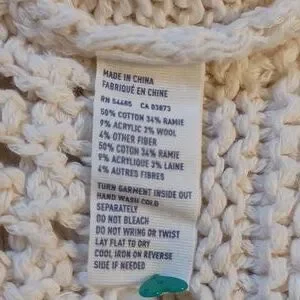 MADE IN CHINA
FABRIQUÉ EN CHINE
RN 54485 CA 03873
50% COTTON 34% RAMIE
9% ACRYLIC 3% WOOL
4% OTHER FIBER
50% COTON 34% RAMIE
9% ACRYLIQUE 3% LAINE
4% AUTRES FIBRES
TURN GARMENT INSIDE OUT
HAND WASH COLD
SEPARATELY
DO NOT BLEACH
DO NOT WRING OR TWIST
LAY FLAT TO DRY
COOL IRON ON REVERSE
SIDE IF NEEDED